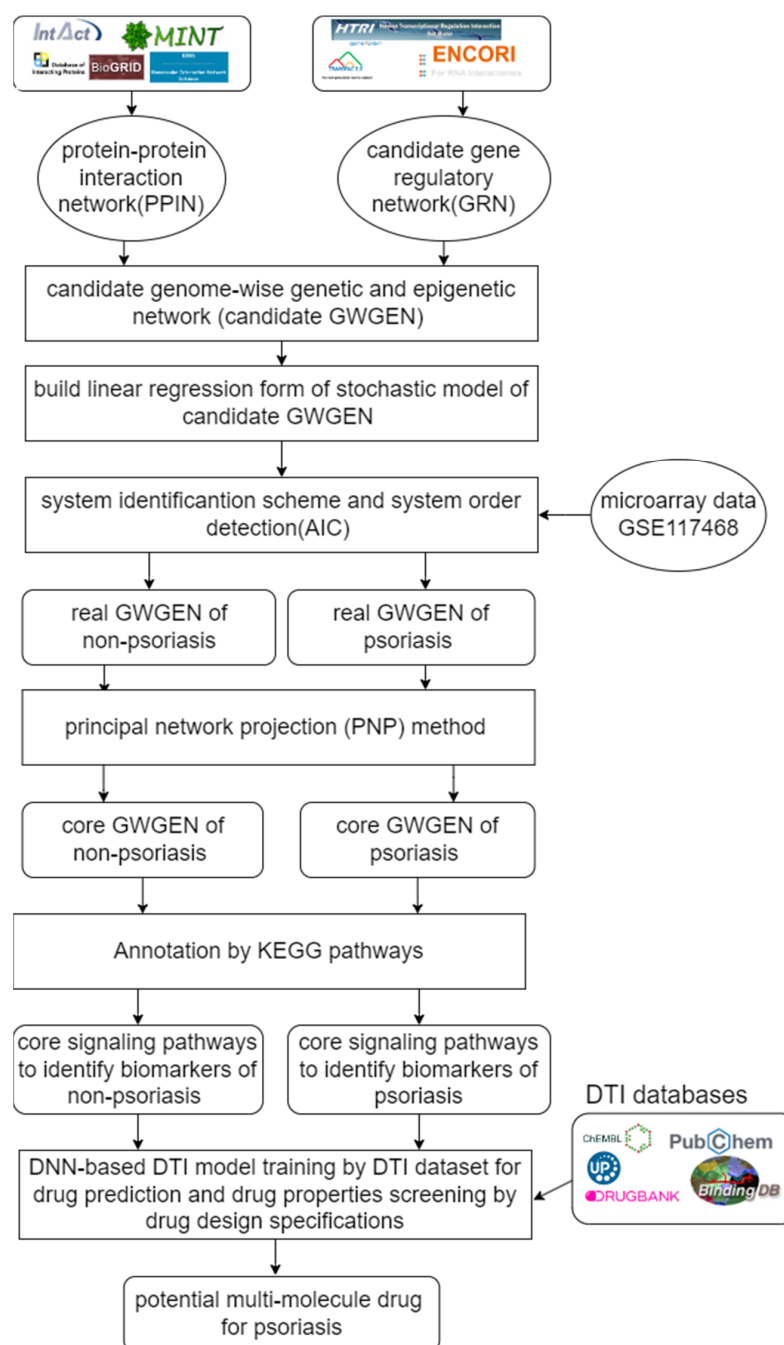 IntAct
MINT
Database of
Interacting Proteins
BioGRID
HTRI
ENCORI
For RNA Interactomes
protein-protein
interaction
network(PPIN)
candidate gene
regulatory
network(GRN)
candidate genome-wise genetic and epigenetic
network (candidate GWGEN)
build linear regression form of stochastic model of
candidate GWGEN
system identificantion scheme and system order
detection(AIC)
microarray data
GSE117468
real GWGEN of
non-psoriasis
real GWGEN of
psoriasis
principal network projection (PNP) method
core GWGEN of
non-psoriasis
core GWGEN of
psoriasis
Annotation by KEGG pathways
core signaling pathways
to identify biomarkers of
non-psoriasis
core signaling pathways
to identify biomarkers of
psoriasis
DTI databases
ChEMBL
PubChem
UP
DRUGBANK
BindingDB
DNN-based DTI model training by DTI dataset for
drug prediction and drug properties screening by
drug design specifications
potential multi-molecule drug
for psoriasis